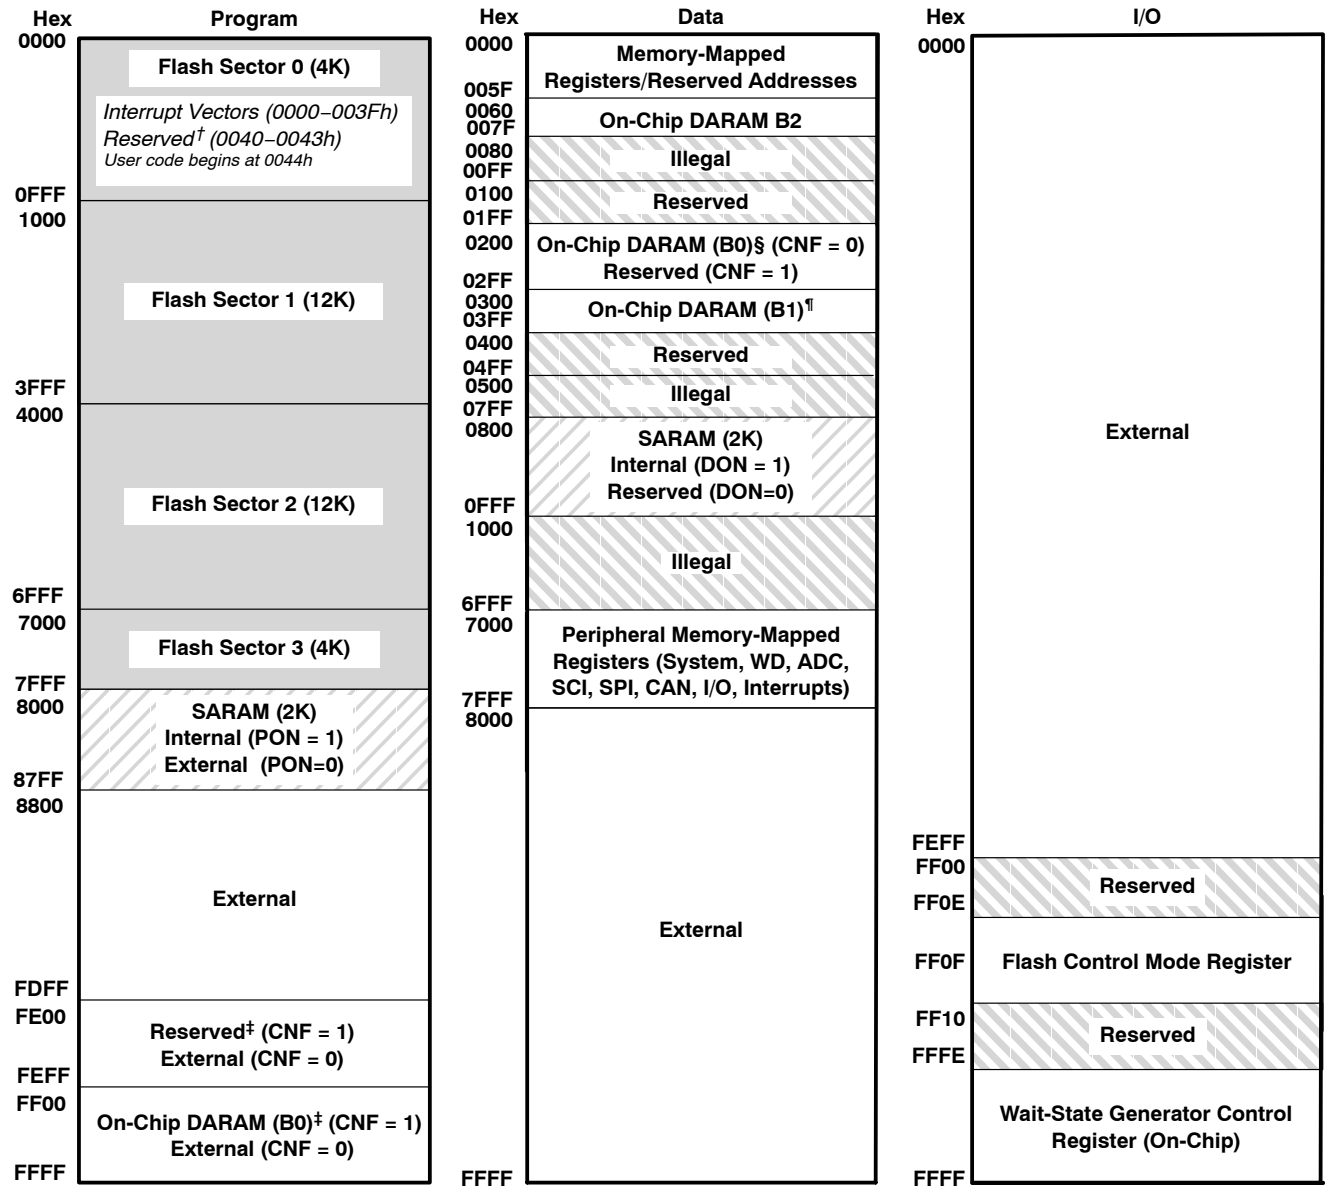 Hex Program
0000
Flash Sector 0 (4K)
Interrupt Vectors (0000–003Fh)
Reserved† (0040–0043h)
User code begins at 0044h
0FFF
1000
Flash Sector 1 (12K)
3FFF
4000
Flash Sector 2 (12K)
6FFF
7000
Flash Sector 3 (4K)
7FFF
8000
SARAM (2K)
Internal (PON = 1)
External (PON=0)
87FF
8800
External
FDFF
FE00
Reserved‡ (CNF = 1)
External (CNF = 0)
FEFF
FF00
On-Chip DARAM (B0)‡ (CNF = 1)
External (CNF = 0)
FFFF
Hex Data
0000
Memory-Mapped
Registers/Reserved Addresses
005F
0060
On-Chip DARAM B2
007F
0080
Illegal
00FF
0100
Reserved
01FF
0200
On-Chip DARAM (B0)§ (CNF = 0)
Reserved (CNF = 1)
02FF
0300
On-Chip DARAM (B1)¶
03FF
0400
Reserved
04FF
0500
Illegal
07FF
0800
SARAM (2K)
Internal (DON = 1)
Reserved (DON=0)
0FFF
1000
Illegal
6FFF
7000
Peripheral Memory-Mapped
Registers (System, WD, ADC,
SCI, SPI, CAN, I/O, Interrupts)
7FFF
8000
External
FFFF
Hex I/O
0000
External
FEFF
FF00
Reserved
FF0E
FF0F Flash Control Mode Register
FF10
Reserved
FFFE
Wait-State Generator Control
Register (On-Chip)
FFFF